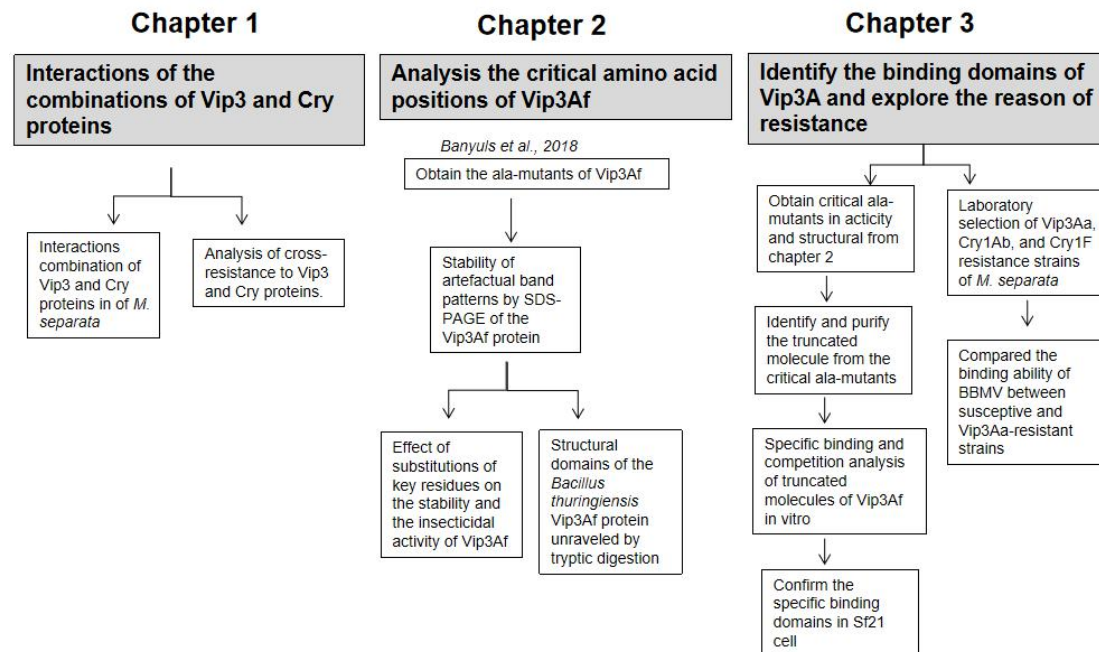 Chapter 1
Interactions of the
combinations of Vip3 and Cry
proteins
Interactions
combination of
Vip3 and Cry
proteins in of M.
separata
Analysis of cross-
resistance to Vip3
and Cry proteins.
Chapter 2
Analysis the critical amino acid
positions of Vip3Af
Banyuls et al., 2018
Obtain the ala-mutants of Vip3Af
Stability of
artefactual band
patterns by SDS-
PAGE of the
Vip3Af protein
Effect of
substitutions of
key residues on
the stability and
the insecticidal
activity of Vip3Af
Structural
domains of the
Bacillus
thuringiensis
Vip3Af protein
unraveled by
tryptic digestion
Chapter 3
Identify the binding domains of
Vip3A and explore the reason of
resistance
Obtain critical ala-
mutants in acticity
and structural from
chapter 2
Identify and purify
the truncated
molecule from the
critical ala-mutants
Specific binding and
competition analysis
of truncated
molecules of Vip3Af
in vitro
Confirm the
specific binding
domains in Sf21
cell
Laboratory
selection of Vip3Aa,
Cry1Ab, and Cry1F
resistance strains
of M. separata
Compared the
binding ability of
BBMV between
susceptive and
Vip3Aa-resistant
strains